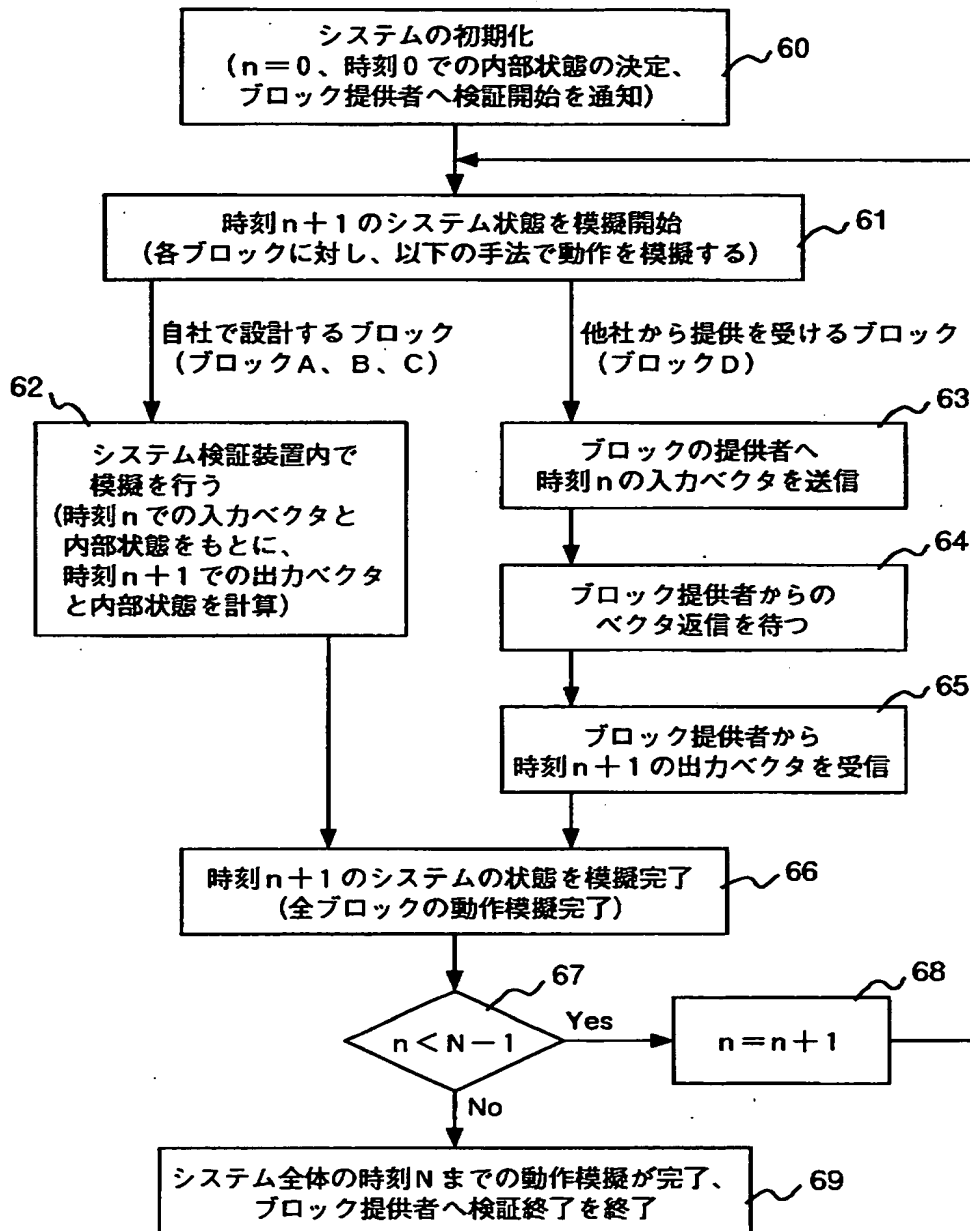 システムの初期化
(n=0、時刻0での内部状態の決定、
ブロック提供者へ検証開始を通知)
60
時刻n+1のシステム状態を模擬開始
(各ブロックに対し、以下の手法で動作を模擬する)
61
自社で設計するブロック
(ブロックA、B、C)
他社から提供を受けるブロック
(ブロックD)
62
システム検証装置内で
模擬を行う
(時刻nでの入力ベクタと
内部状態をもとに、
時刻n+1での出力ベクタ
と内部状態を計算)
63
ブロックの提供者へ
時刻nの入力ベクタを送信
64
ブロック提供者からの
ベクタ返信を待つ
65
ブロック提供者から
時刻n+1の出力ベクタを受信
時刻n+1のシステムの状態を模擬完了
(全ブロックの動作模擬完了)
66
67
n<N-1
Yes
68
n=n+1
No
システム全体の時刻Nまでの動作模擬が完了、
ブロック提供者へ検証終了を終了
69